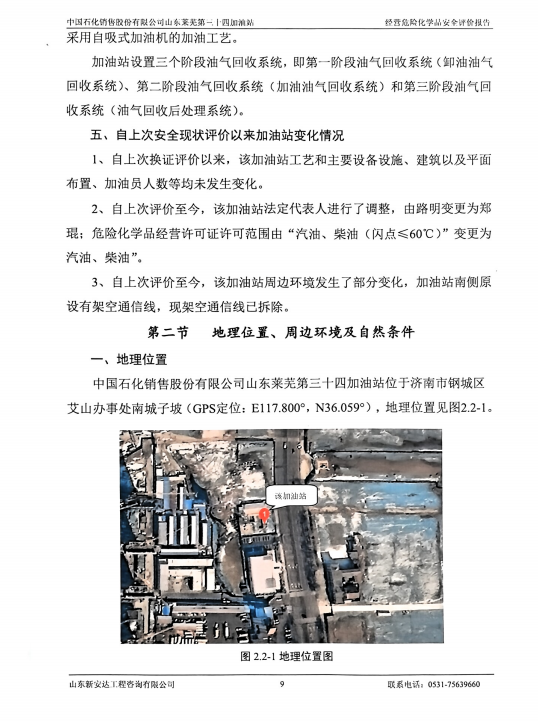 中国石化销售股份有限公司山东莱芜第三十四加油站 经营危险化学品安全评价报告
采用自吸式加油机的加油工艺。
加油站设置三个阶段油气回收系统，即第一阶段油气回收系统（卸油油气
回收系统）、第二阶段油气回收系统（加油油气回收系统）和第三阶段油气回
收系统（油气回收后处理系统）。
五、自上次安全现状评价以来加油站变化情况
1、自上次换证评价以来，该加油站工艺和主要设备设施、建筑以及平面
布置、加油员人数等均未发生变化。
2、自上次评价至今，该加油站法定代表人进行了调整，由路明变更为郑
琨；危险化学品经营许可证许可范围由“汽油、柴油（闪点≤60℃）”变更为
汽油、柴油”。
3、自上次评价至今，该加油站周边环境发生了部分变化，加油站南侧原
设有架空通信线，现架空通信线已拆除。
第二节 地理位置、周边环境及自然条件
一、地理位置
中国石化销售股份有限公司山东莱芜第三十四加油站位于济南市钢城区
艾山办事处南城子坡（GPS定位：E117.800°，N36.059°），地理位置见图2.2-1。
该加油站
图 2.2-1 地理位置图
山东新安达工程咨询有限公司 9 联系电话：0531-75639660